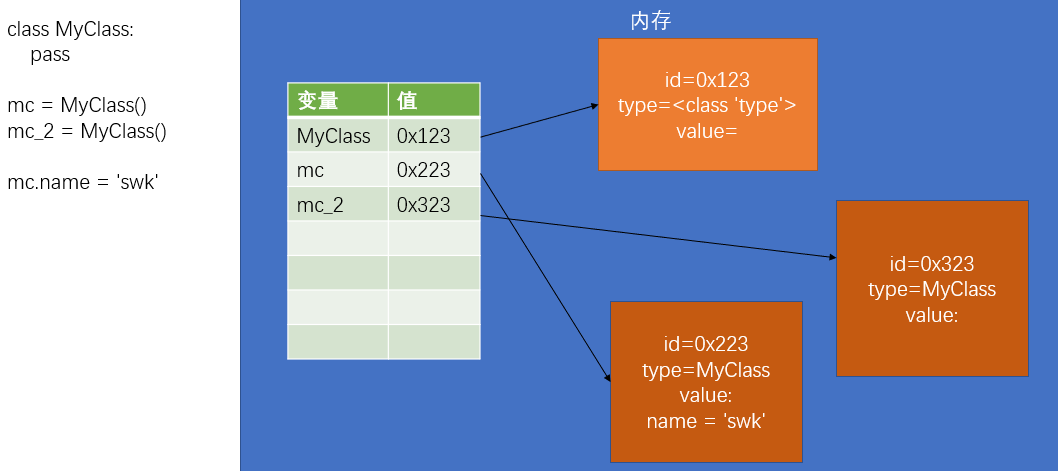 class MyClass:
    pass
mc = MyClass()
mc_2 = MyClass()
mc.name = 'swk'
内存
变量 值
MyClass 0x123
mc 0x223
mc_2 0x323
id=0x123
type=<class 'type'>
value=
id=0x323
type=MyClass
value:
id=0x223
type=MyClass
value:
name = 'swk'